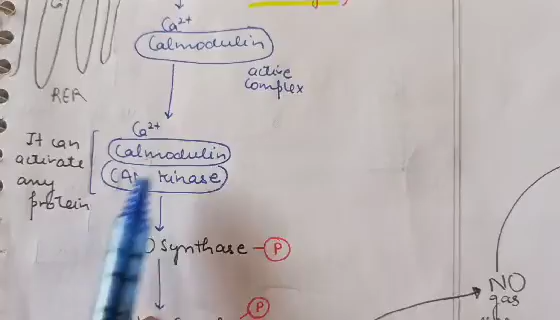 Ca2+
Calmodulin
active
complex
RER
Ca2+
It can
activate
any
protein
Calmodulin
Kinase
Synthase
P
P
NO
gas